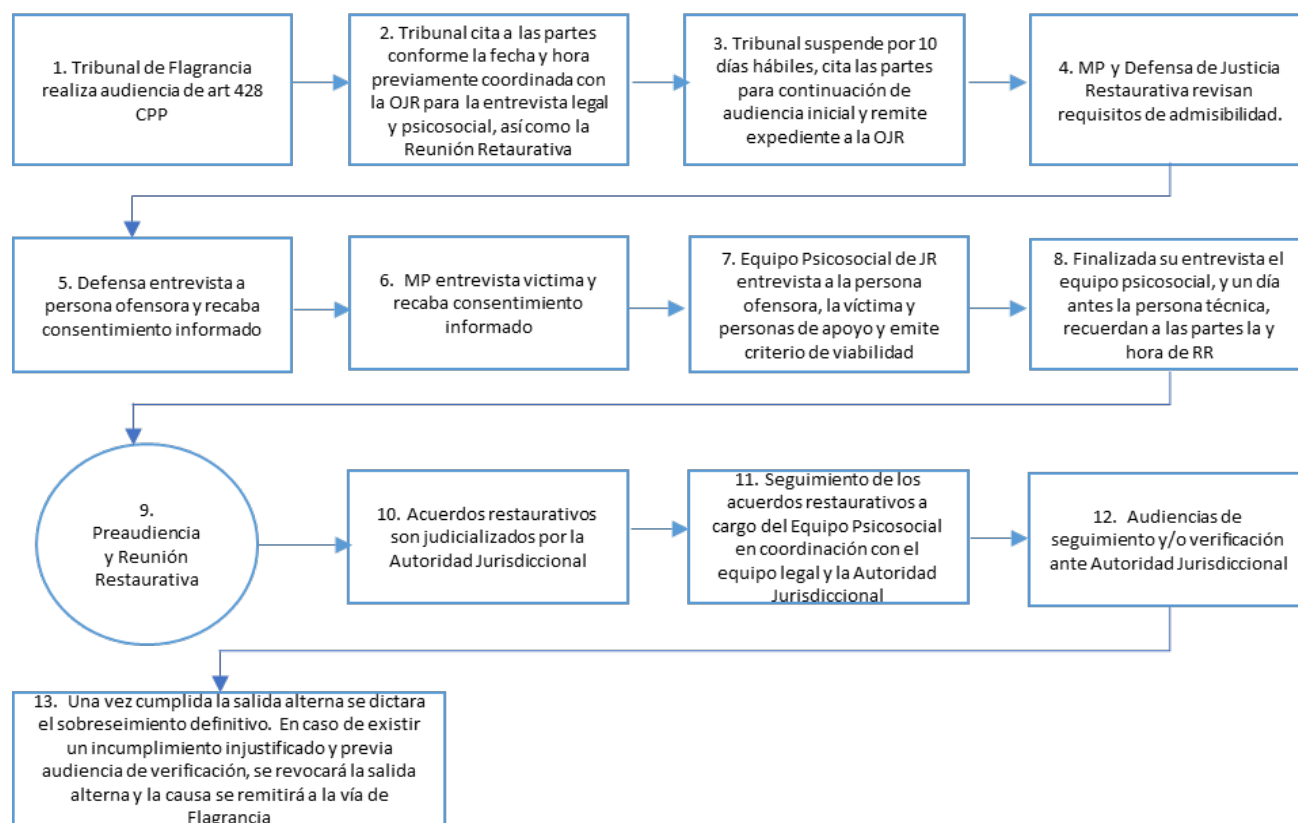 1. Tribunal de Flagrancia
realiza audiencia de art 428
CPP
2. Tribunal cita a las partes
conforme la fecha y hora
previamente coordinada con
la OJR para la entrevista legal
y psicosocial, así como la
Reunión Retaurativa
3. Tribunal suspende por 10
días hábiles, cita las partes
para continuación de
audiencia inicial y remite
expediente a la OJR
4. MP y Defensa de Justicia
Restaurativa revisan
requisitos de admisibilidad.
5. Defensa entrevista a
persona ofensora y recaba
consentimiento informado
6. MP entrevista victima y
recaba consentimiento
informado
7. Equipo Psicosocial de JR
entrevista a la persona
ofensora, la víctima y
personas de apoyo y emite
criterio de viabilidad
8. Finalizada su entrevista el
equipo psicosocial, y un día
antes la persona técnica,
recuerdan a las partes la y
hora de RR
9.
Preaudiencia
y Reunión
Restaurativa
10. Acuerdos restaurativos
son judicializados por la
Autoridad Jurisdiccional
11. Seguimiento de los
acuerdos restaurativos a
cargo del Equipo Psicosocial
en coordinación con el
equipo legal y la Autoridad
Jurisdiccional
12. Audiencias de
seguimiento y/o verificación
ante Autoridad Jurisdiccional
13. Una vez cumplida la salida alterna se dictara
el sobreseimiento definitivo. En caso de existir
un incumplimiento injustificado y previa
audiencia de verificación, se revocará la salida
alterna y la causa se remitirá a la vía de
Flagrancia